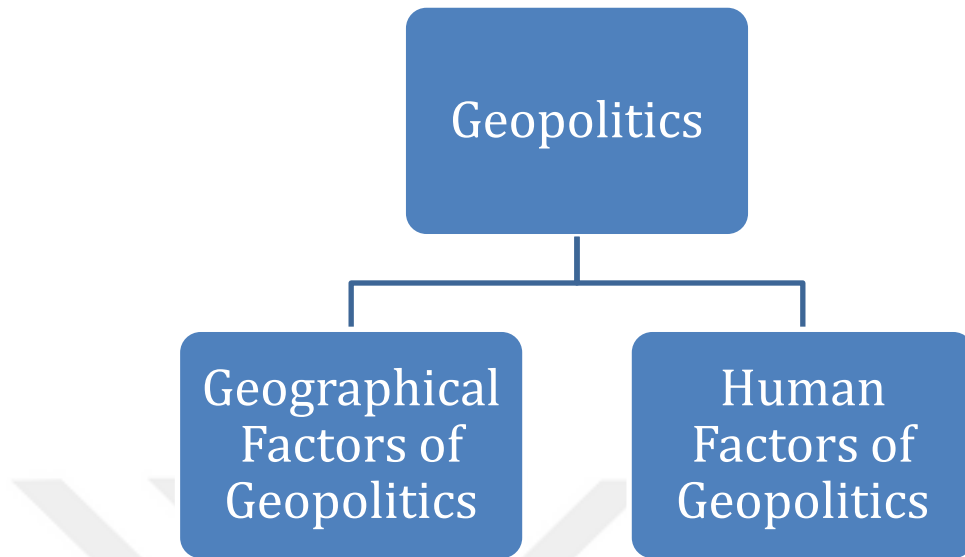 Geopolitics
Geographical
Factors of
Geopolitics
Human
Factors of
Geopolitics